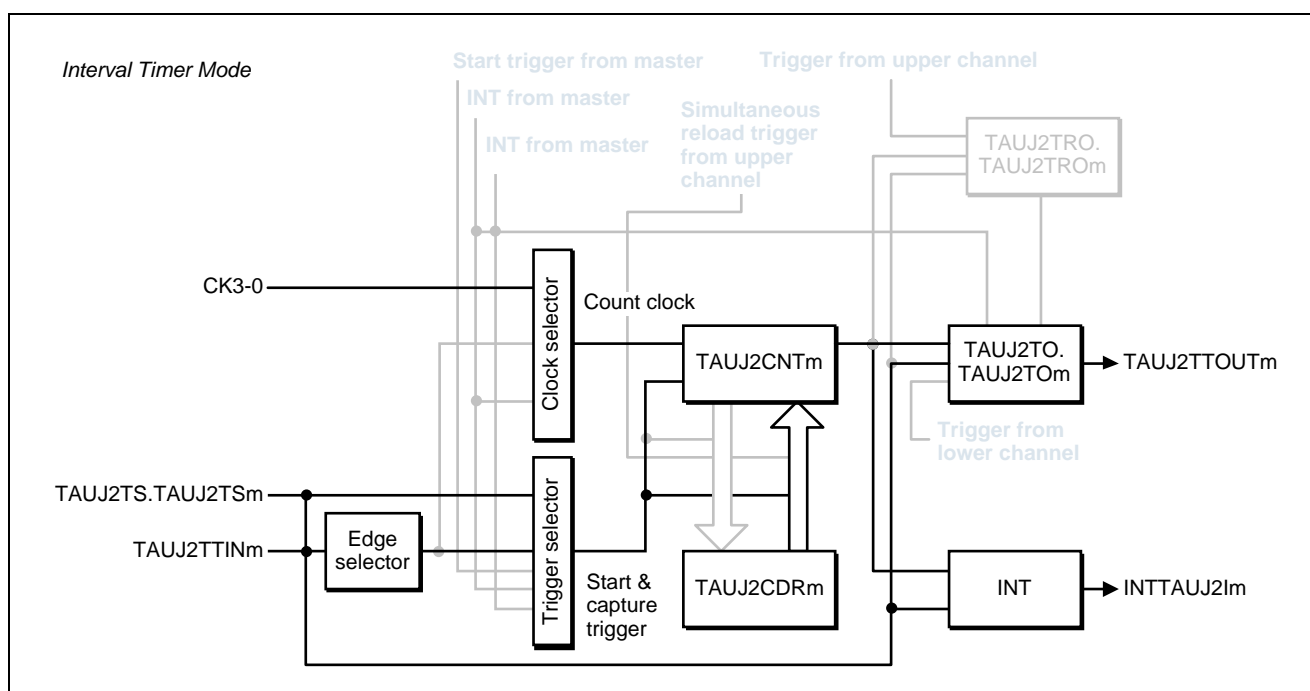 Interval Timer Mode
Start trigger from master
Trigger from upper channel
INT from master
INT from master
Simultaneous
reload trigger
from upper
channel
TAUJ2TRO.
TAUJ2TROm
CK3-0
Clock selector
Count clock
TAUJ2CNTm
TAUJ2TO.
TAUJ2TOm
TAUJ2TTOUTm
Trigger from
lower channel
TAUJ2TS.TAUJ2TSm
TAUJ2TTINm
Edge
selector
Trigger selector
Start &
capture
trigger
TAUJ2CDRm
INT
INTTAUJ2Im